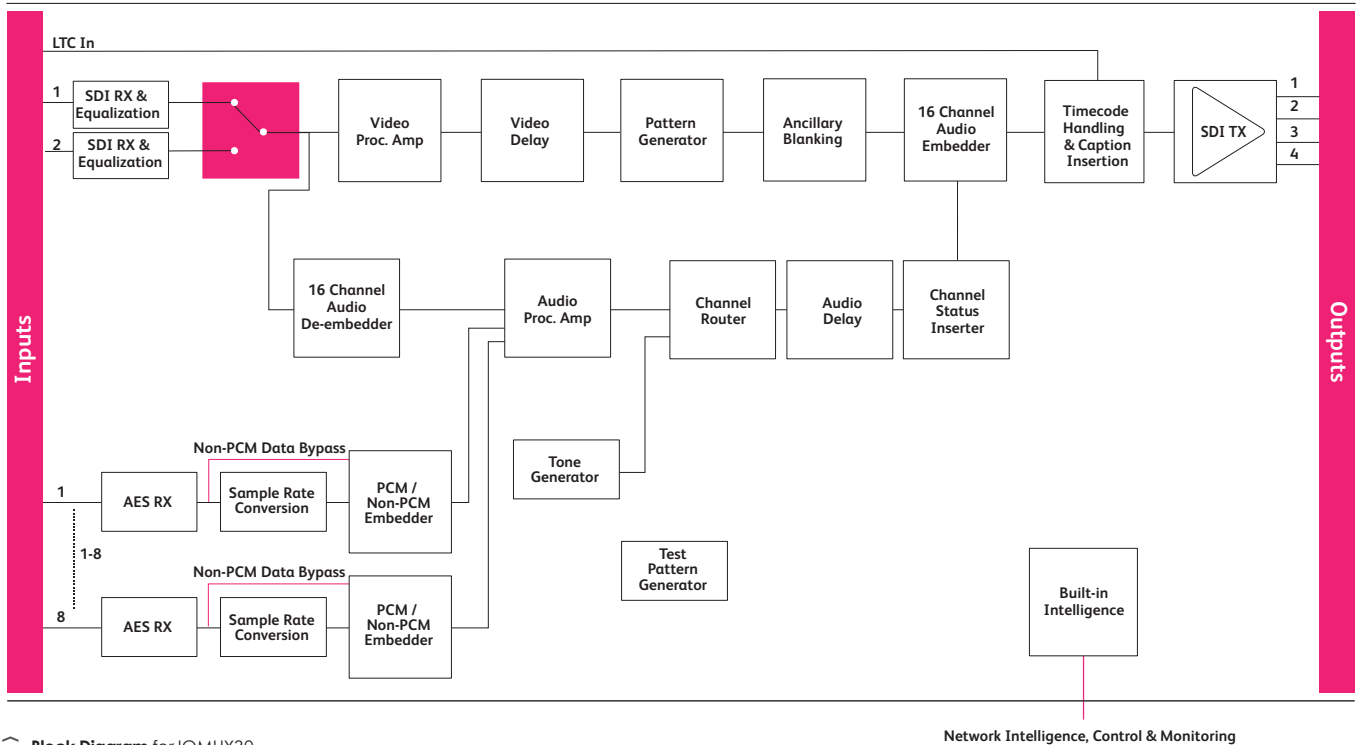 LTC In
1
SDI RX &
Equalization
2
SDI RX &
Equalization
Video
Proc. Amp
Video
Delay
Pattern
Generator
Ancillary
Blanking
16 Channel
Audio
Embedder
Timecode
Handling
& Caption
Insertion
SDI TX
1
2
3
4
Inputs
Outputs
16 Channel
Audio
De-embedder
Audio
Proc. Amp
Channel
Router
Audio
Delay
Channel
Status
Inserter
Tone
Generator
Non-PCM Data Bypass
1
AES RX
Sample Rate
Conversion
PCM /
Non-PCM
Embedder
1-8
Non-PCM Data Bypass
8
AES RX
Sample Rate
Conversion
PCM /
Non-PCM
Embedder
Test
Pattern
Generator
Built-in
Intelligence
Network Intelligence, Control & Monitoring
Block Diagram for